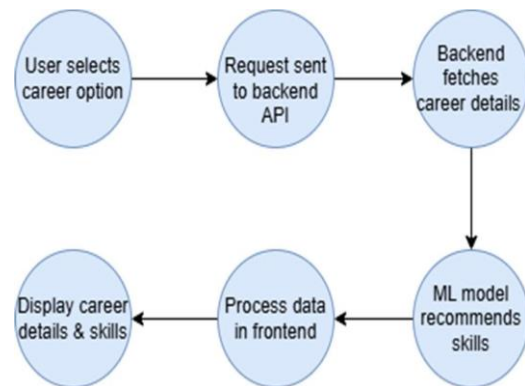 User selects
career option
Request sent
to backend
API
Backend
fetches
career details
ML model
recommends
skills
Process data
in frontend
Display career
details & skills